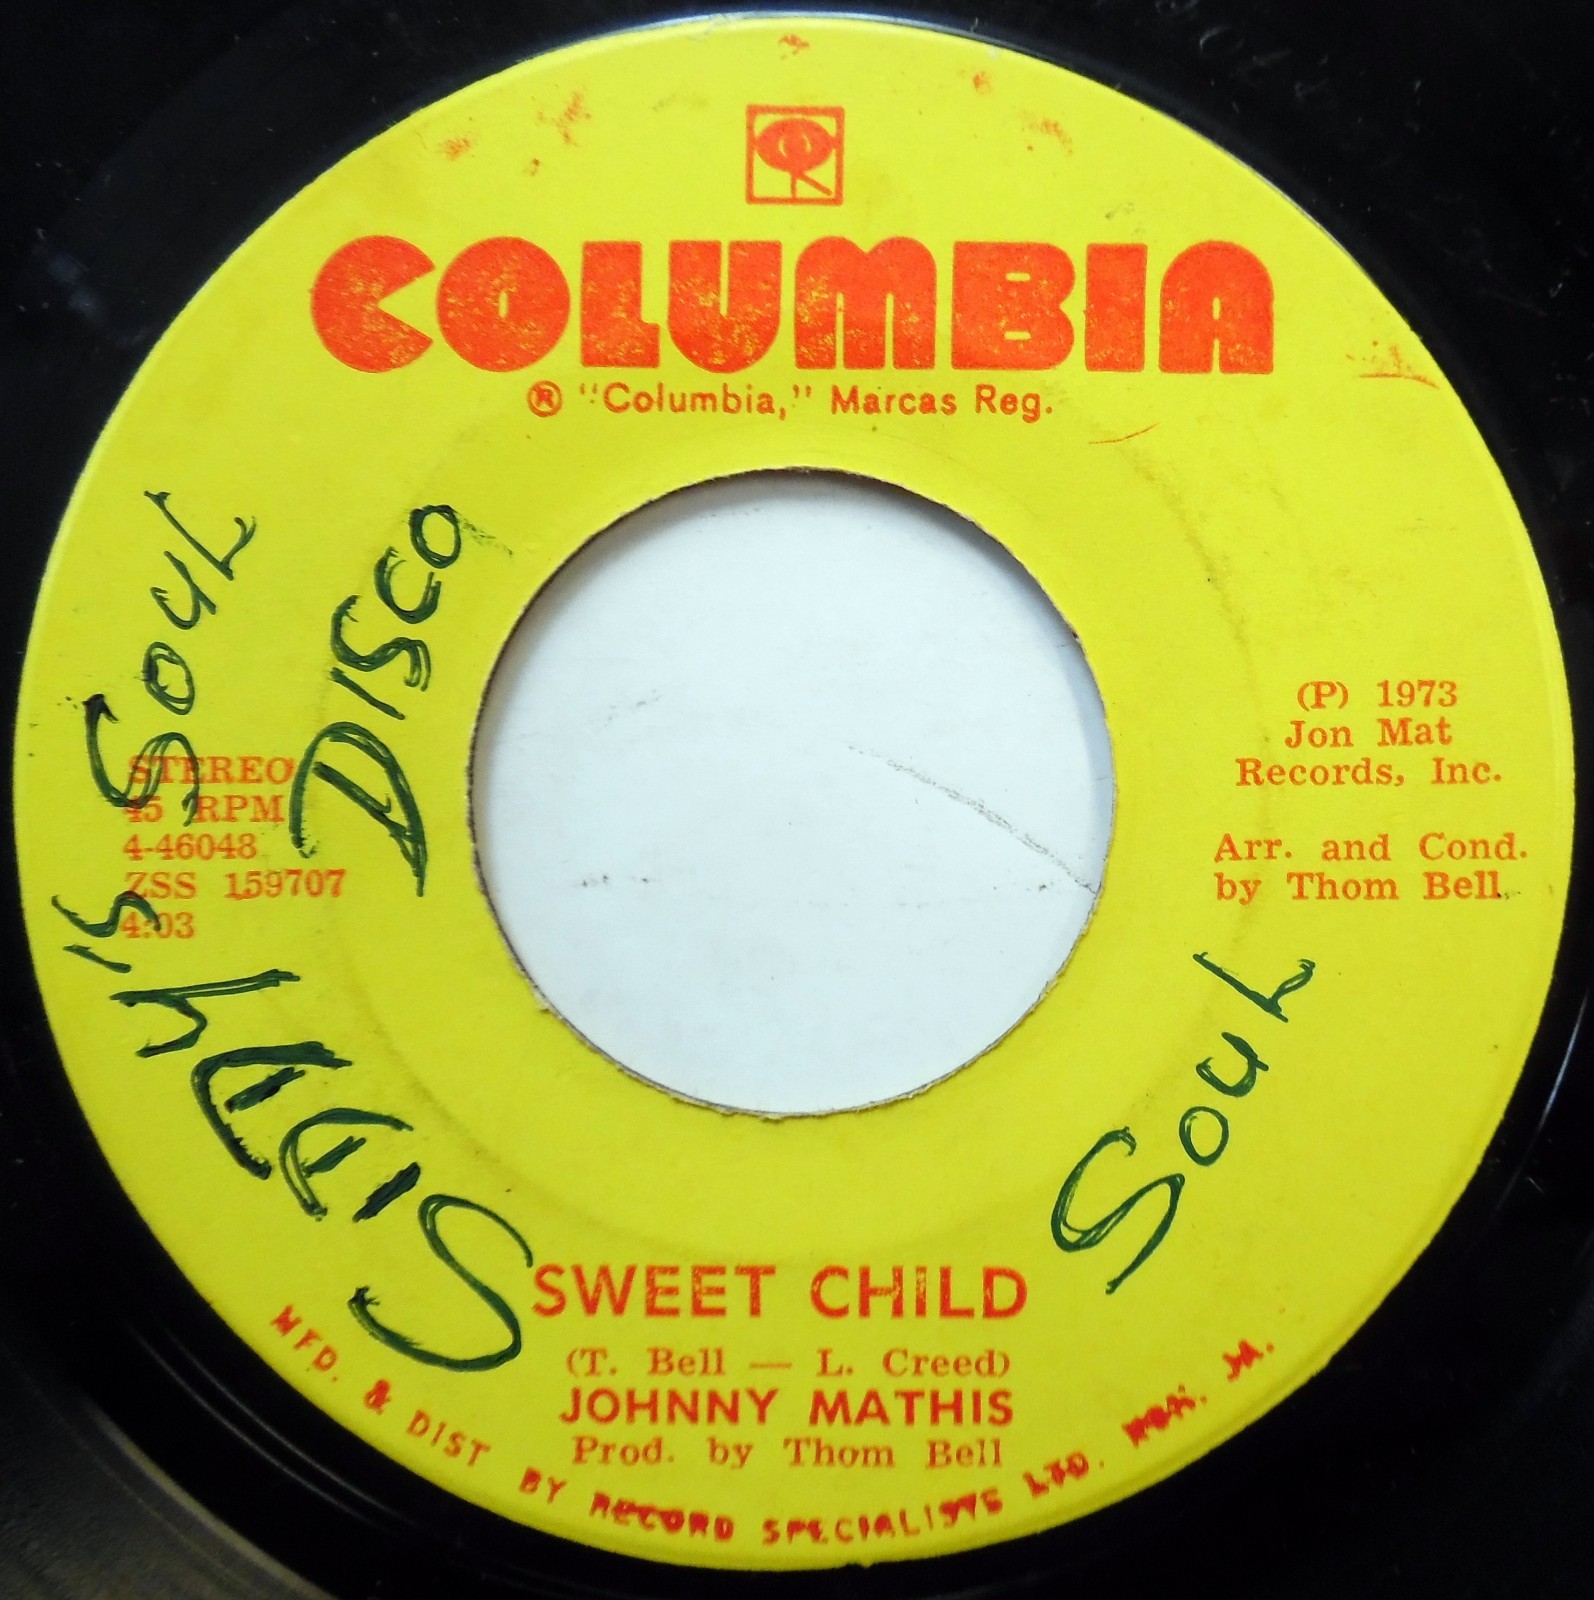 COLUMBIA
® "Columbia," Marcas Reg.
SIDDY'S SOUL
DISCO
STEREO
45 RPM
4-46048
ZSS 159707
4:03
(P) 1973
Jon Mat
Records, Inc.
Arr. and Cond.
by Thom Bell
SOUL
SWEET CHILD
(T. Bell — L. Creed)
JOHNNY MATHIS
Prod. by Thom Bell
MFD. & DIST BY RECORD SPECIALISTS LTD. JA.